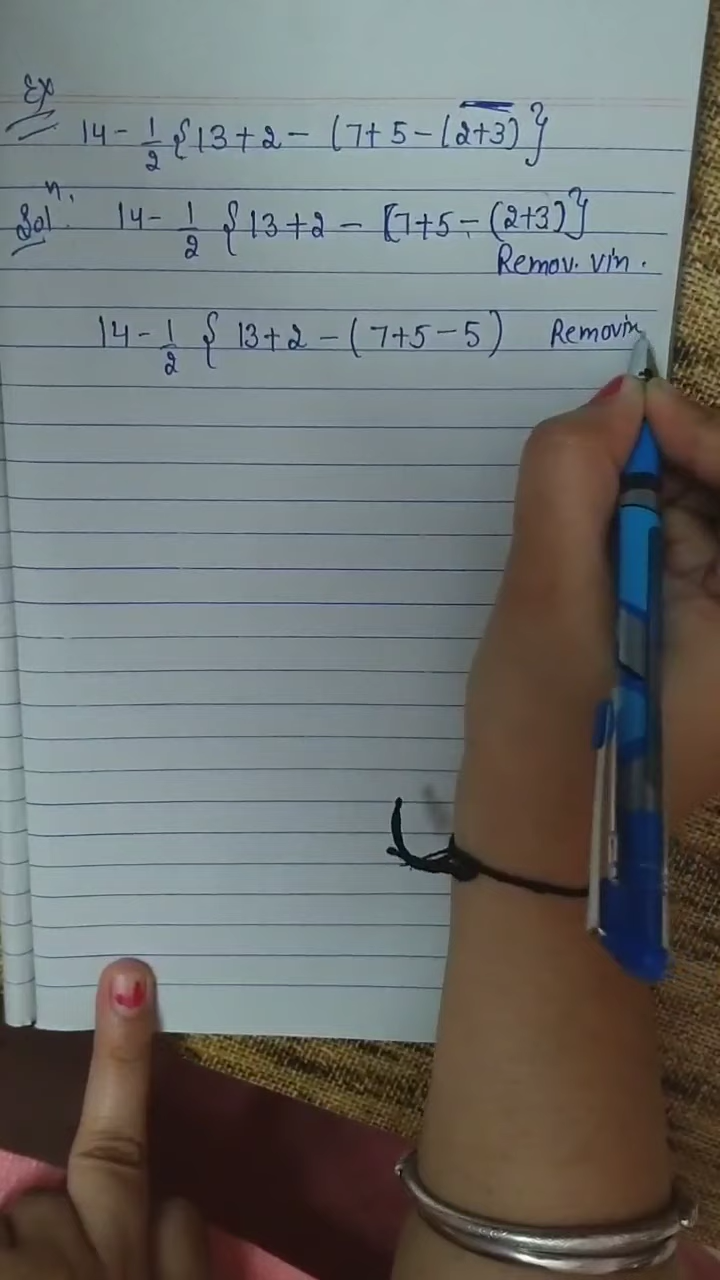 Ex
14 - 1/2 {13 + 2 - (7 + 5 - (2+3)}
Solⁿ. 14 - 1/2 {13 + 2 - [7+5 - (2+3)}
Remov. vin.
14 - 1/2 { 13 + 2 - (7+5-5) Removin